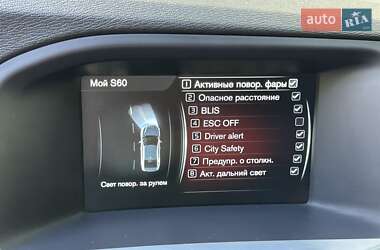 auto RIA
Мой S60
1 Активные повор. фары
2 Опасное расстояние
3 BLIS
4 ESC OFF
5 Driver alert
6 City Safety
7 Предупр. о столкн.
8 Акт. дальний свет
Свет повор. за рулем